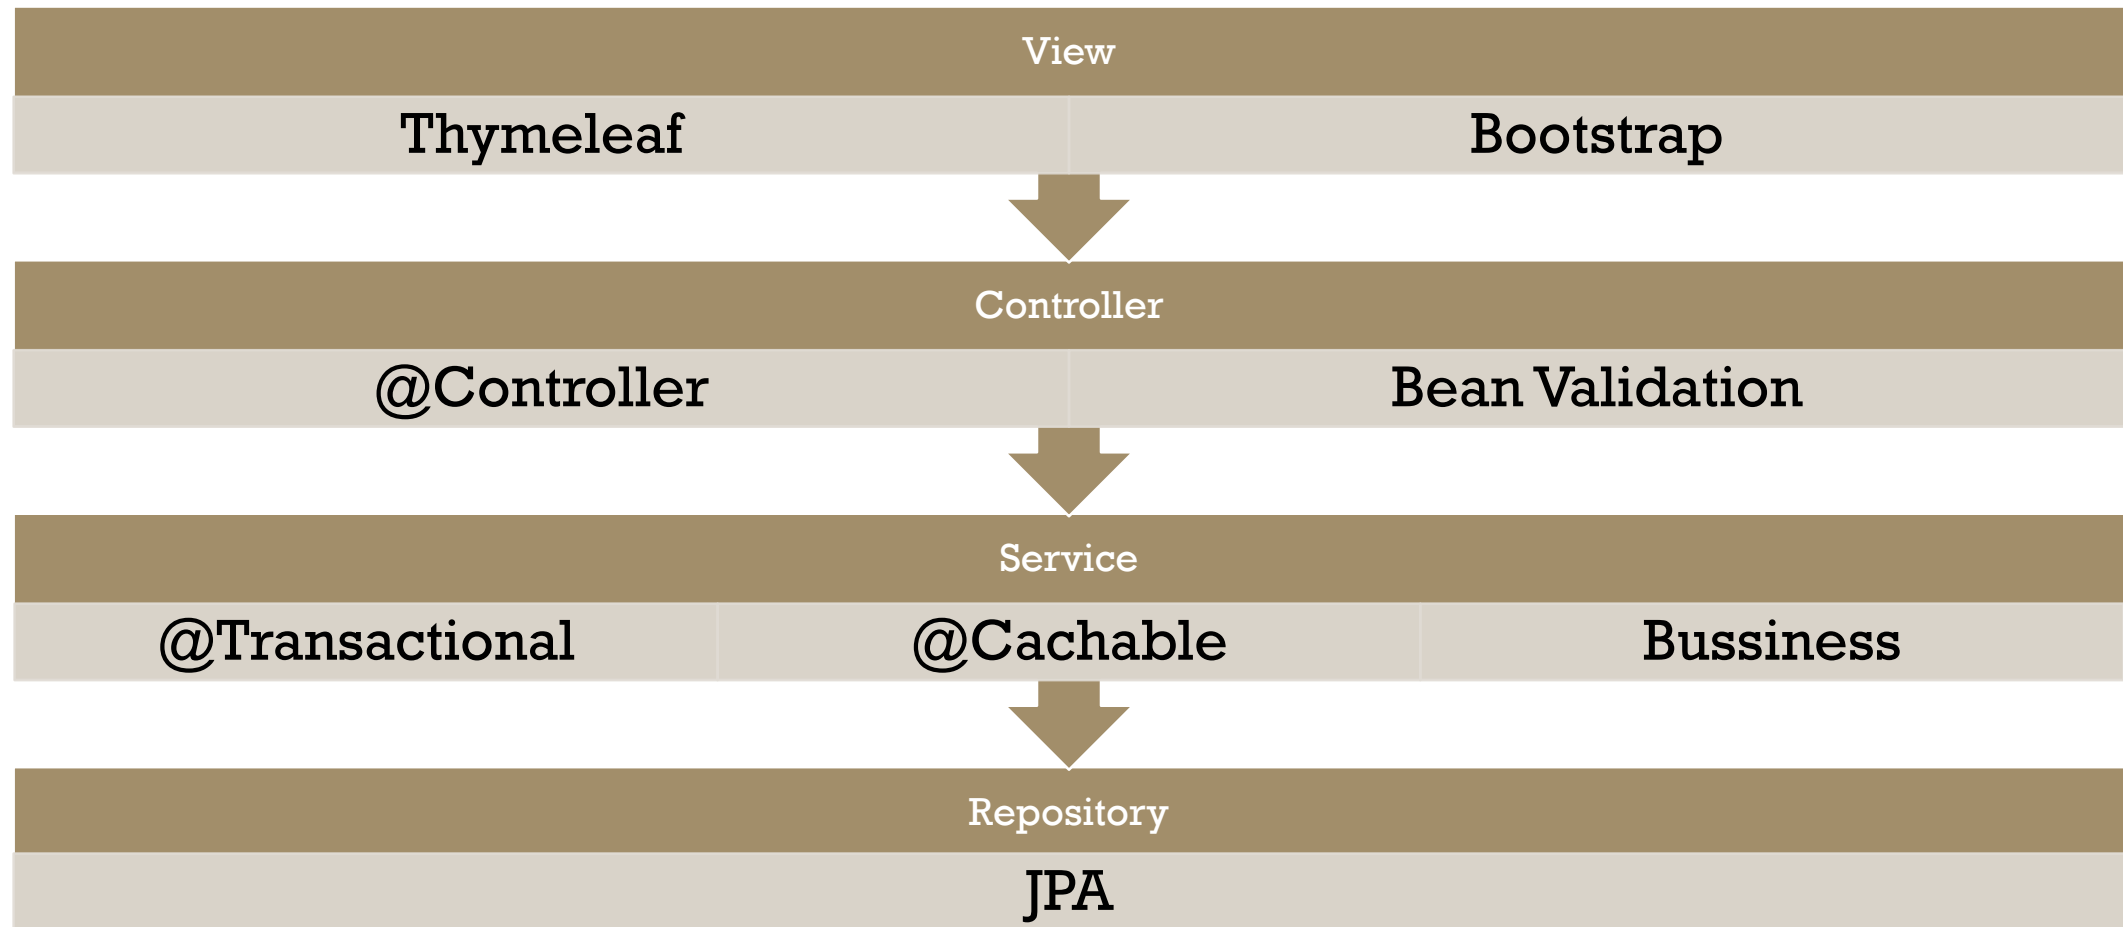 View
Thymeleaf Bootstrap
Controller
@Controller Bean Validation
Service
@Transactional @Cachable Bussiness
Repository
JPA